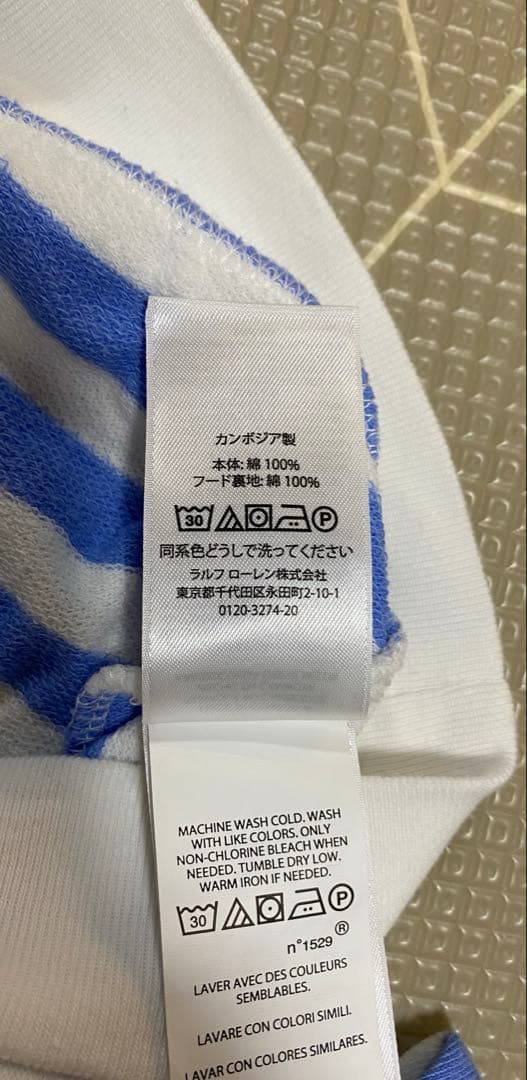 カンボジア製
本体: 綿 100%
フード裏地: 綿 100%
30 P
同系色どうしで洗ってください
ラルフ ローレン株式会社
東京都千代田区永田町2-10-1
0120-3274-20
MACHINE WASH COLD. WASH
WITH LIKE COLORS. ONLY
NON-CHLORINE BLEACH WHEN
NEEDED. TUMBLE DRY LOW.
WARM IRON IF NEEDED.
30 P
n°1529 ®
LAVER AVEC DES COULEURS
SEMBLABLES.
LAVARE CON COLORI SIMILI.
LAVAR CON COLORES SIMILARES.